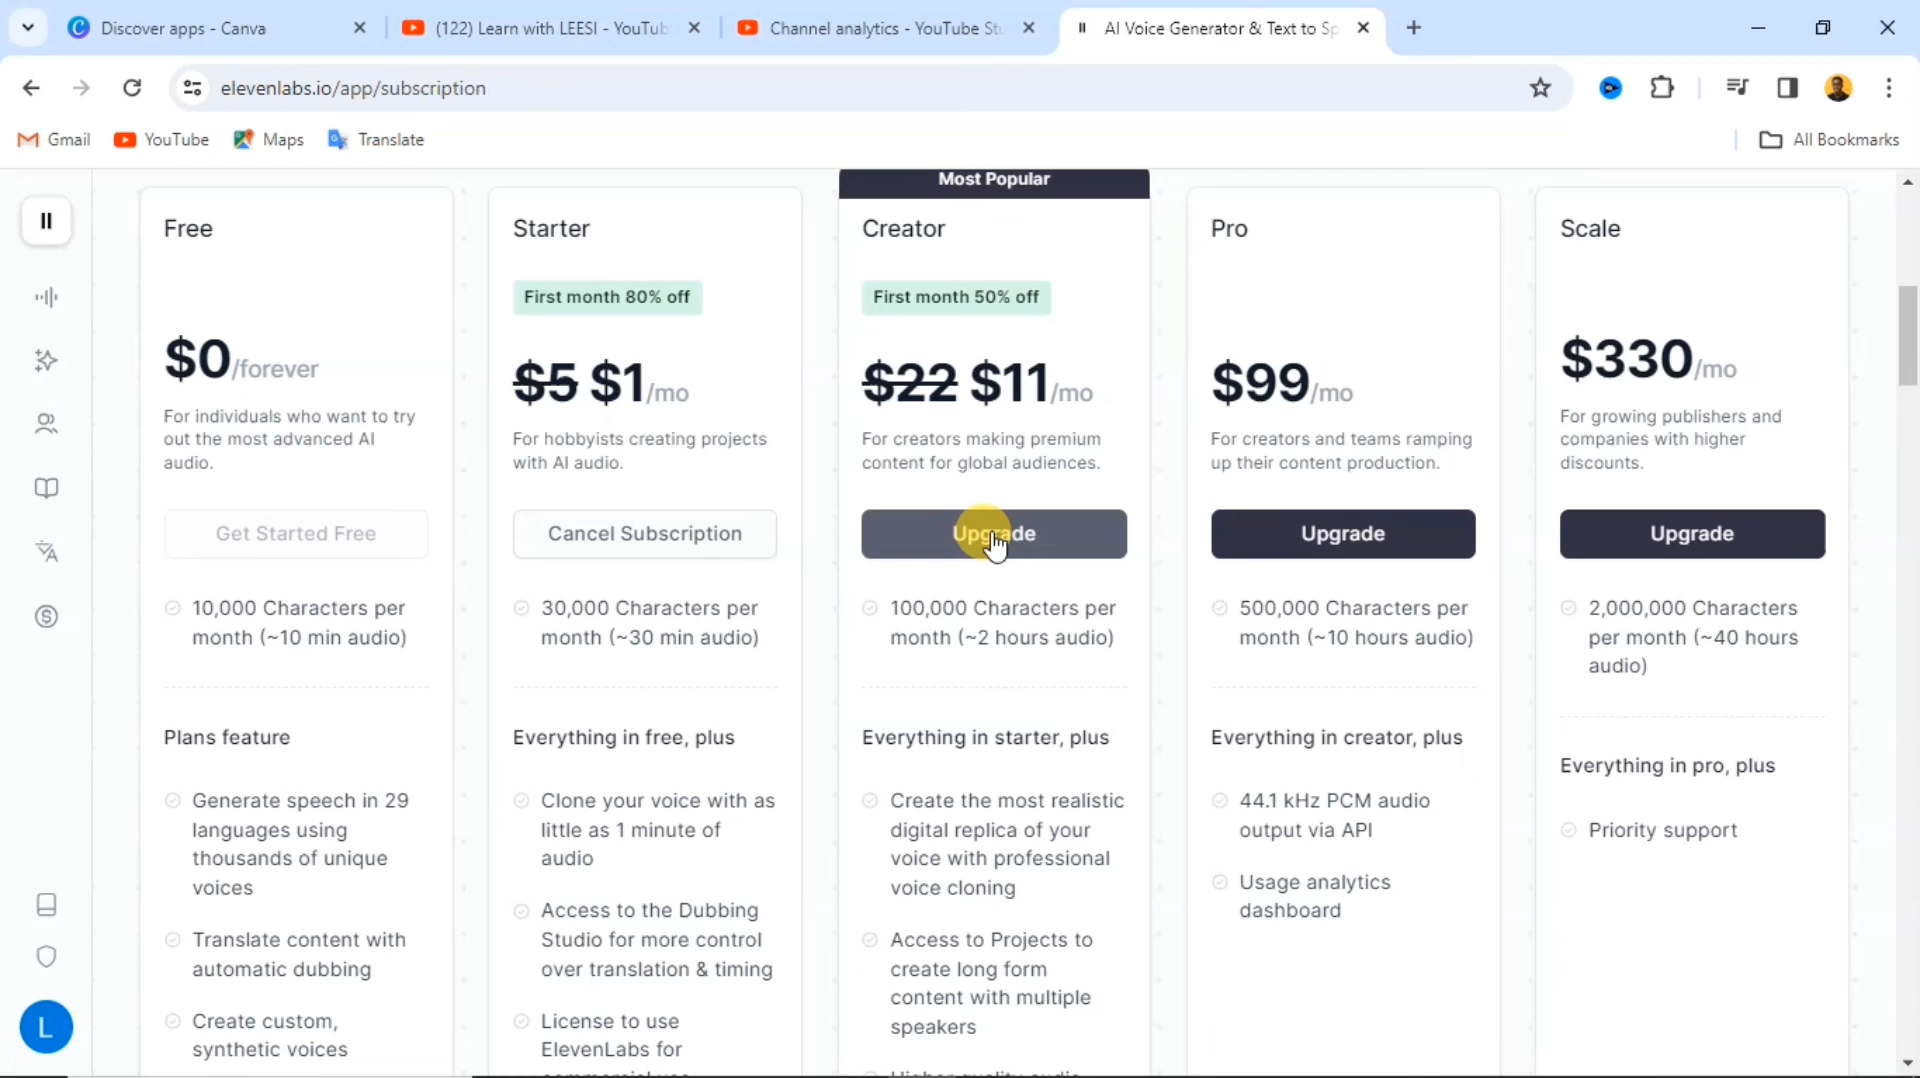 Discover apps - Canva
(122) Learn with LEESI - YouTub
Channel analytics - YouTube Stu
AI Voice Generator & Text to Sp
elevenlabs.io/app/subscription
Gmail
YouTube
Maps
Translate
All Bookmarks
Free
$0/forever
For individuals who want to try
out the most advanced AI
audio.
Get Started Free
10,000 Characters per
month (~10 min audio)
Plans feature
Generate speech in 29
languages using
thousands of unique
voices
Translate content with
automatic dubbing
Create custom,
synthetic voices
Starter
First month 80% off
$5 $1/mo
For hobbyists creating projects
with AI audio.
Cancel Subscription
30,000 Characters per
month (~30 min audio)
Everything in free, plus
Clone your voice with as
little as 1 minute of
audio
Access to the Dubbing
Studio for more control
over translation & timing
License to use
ElevenLabs for
commercial use
Most Popular
Creator
First month 50% off
$22 $11/mo
For creators making premium
content for global audiences.
Upgrade
100,000 Characters per
month (~2 hours audio)
Everything in starter, plus
Create the most realistic
digital replica of your
voice with professional
voice cloning
Access to Projects to
create long form
content with multiple
speakers
Higher quality audio
Pro
$99/mo
For creators and teams ramping
up their content production.
Upgrade
500,000 Characters per
month (~10 hours audio)
Everything in creator, plus
44.1 kHz PCM audio
output via API
Usage analytics
dashboard
Scale
$330/mo
For growing publishers and
companies with higher
discounts.
Upgrade
2,000,000 Characters
per month (~40 hours
audio)
Everything in pro, plus
Priority support
L